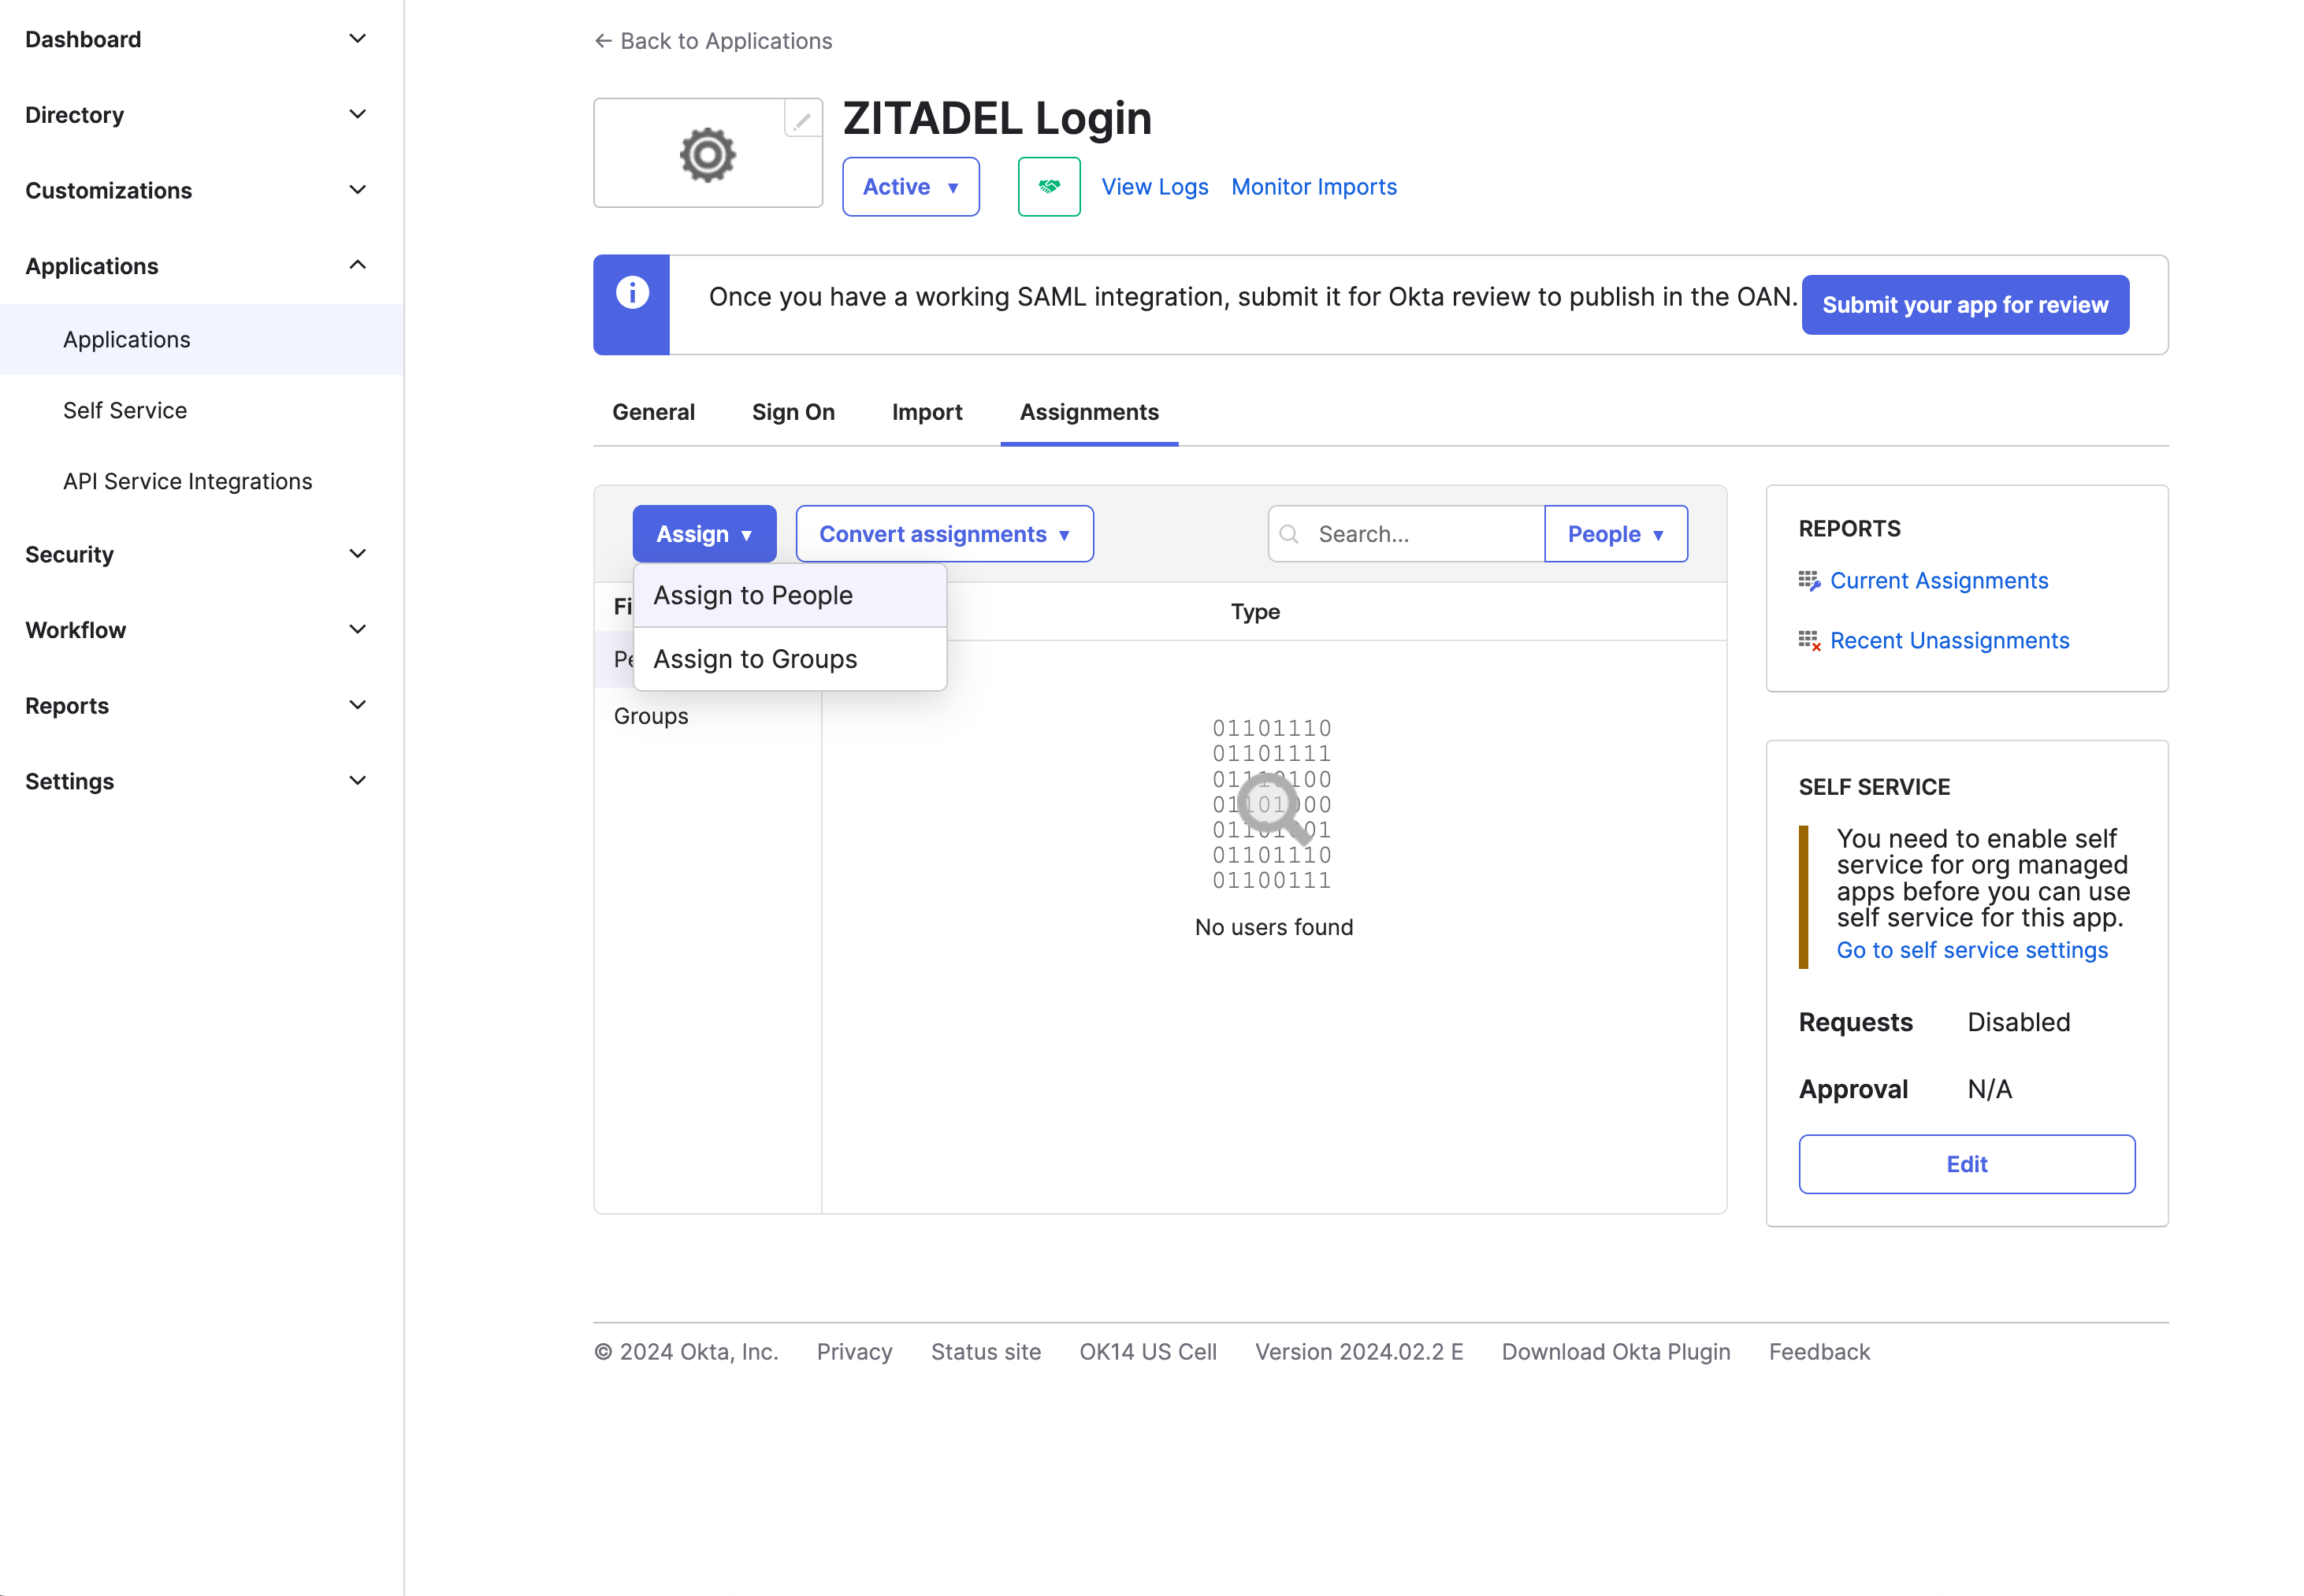 Dashboard
Directory
Customizations
Applications
Applications
Self Service
API Service Integrations
Security
Workflow
Reports
Settings
← Back to Applications
ZITADEL Login
Active ▼
View Logs
Monitor Imports
Once you have a working SAML integration, submit it for Okta review to publish in the OAN.
Submit your app for review
General
Sign On
Import
Assignments
Assign ▼
Convert assignments ▼
Search...
People ▼
Assign to People
Assign to Groups
Groups
Type
01101110
01101111
01110100
01101000
01101001
01101110
01100111
No users found
REPORTS
Current Assignments
Recent Unassignments
SELF SERVICE
You need to enable self
service for org managed
apps before you can use
self service for this app.
Go to self service settings
Requests Disabled
Approval N/A
Edit
© 2024 Okta, Inc.
Privacy
Status site
OK14 US Cell
Version 2024.02.2 E
Download Okta Plugin
Feedback